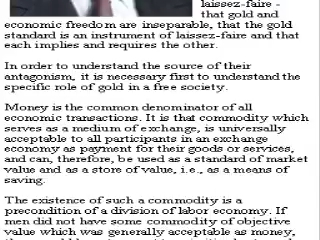 laissez-faire -
that gold and
economic freedom are inseparable, that the gold
standard is an instrument of laissez-faire and that
each implies and requires the other.
In order to understand the source of their
antagonism, it is necessary first to understand the
specific role of gold in a free society.
Money is the common denominator of all
economic transactions. It is that commodity which
serves as a medium of exchange, is universally
acceptable to all participants in an exchange
economy as payment for their goods or services,
and can, therefore, be used as a standard of market
value and as a store of value, i.e., as a means of
saving.
The existence of such a commodity is a
precondition of a division of labor economy. If
men did not have some commodity of objective
value which was generally acceptable as money,